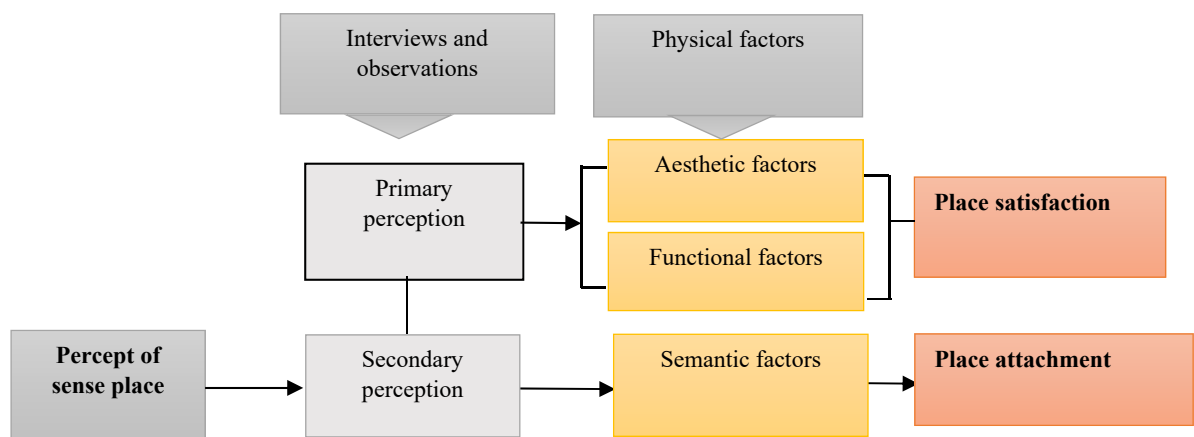 Interviews and
observations
Physical factors
Primary
perception
Aesthetic factors
Functional factors
Place satisfaction
Percept of
sense place
Secondary
perception
Semantic factors
Place attachment